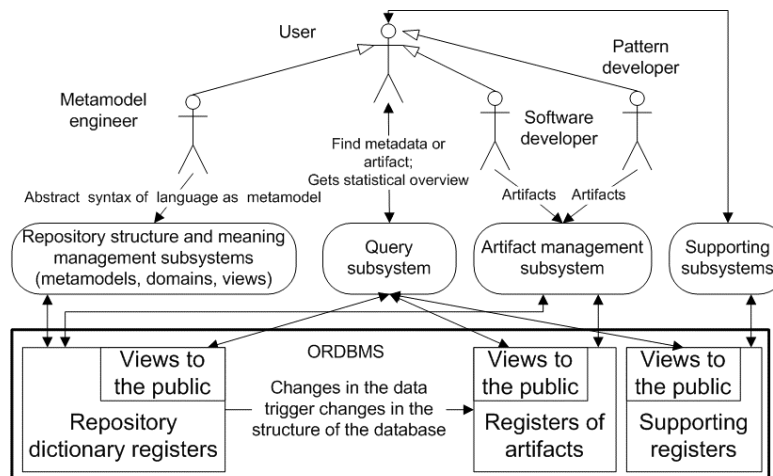 User
Pattern
developer
Metamodel
engineer
Software
developer
Find metadata or
artifact;
Gets statistical overview
Abstract syntax of language as metamodel
Artifacts
Artifacts
Repository structure and meaning
management subsystems
(metamodels, domains, views)
Query
subsystem
Artifact management
subsystem
Supporting
subsystems
ORDBMS
Views to
the public
Repository
dictionary registers
Changes in the data
trigger changes in the
structure of the database
Views to
the public
Registers of
artifacts
Views to
the public
Supporting
registers